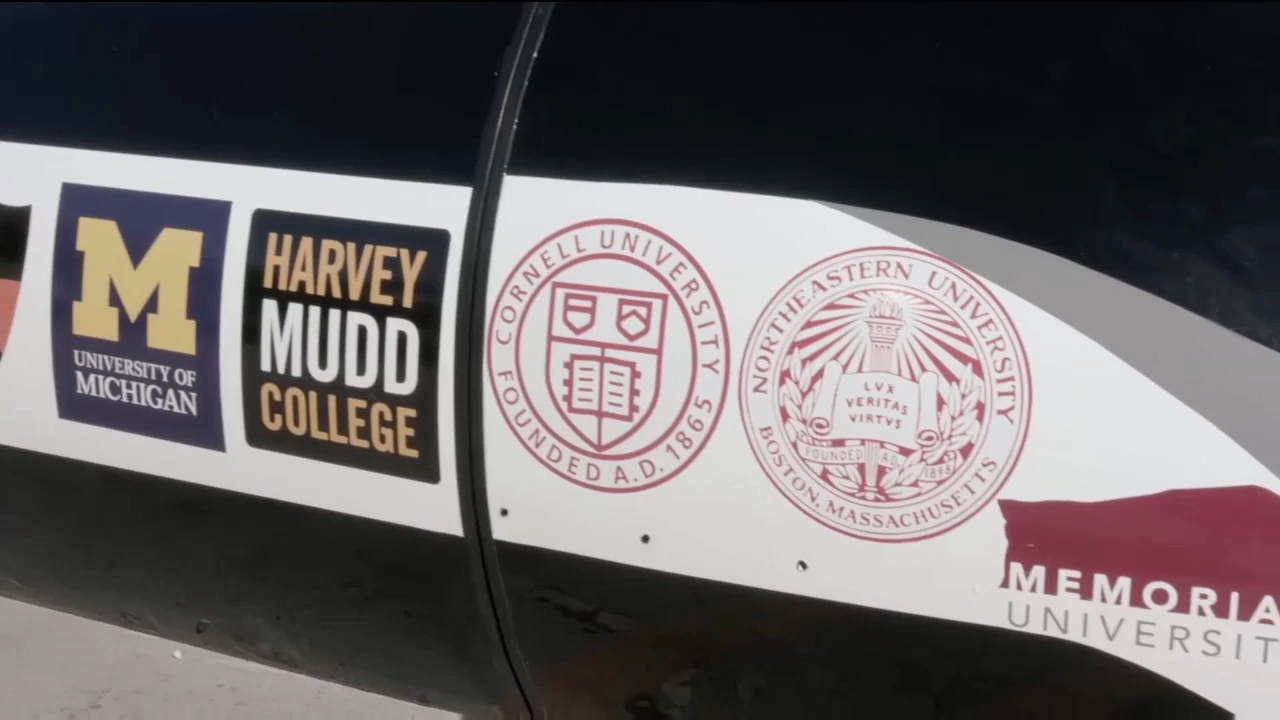 M
UNIVERSITY OF
MICHIGAN
HARVEY
MUDD
COLLEGE
CORNELL UNIVERSITY
FOUNDED A.D. 1865
NORTHEASTERN UNIVERSITY
LVX
VERITAS
VIRTVS
FOUNDED A.D. 1898
BOSTON, MASSACHUSETTS
MEMORIA
UNIVERSIT